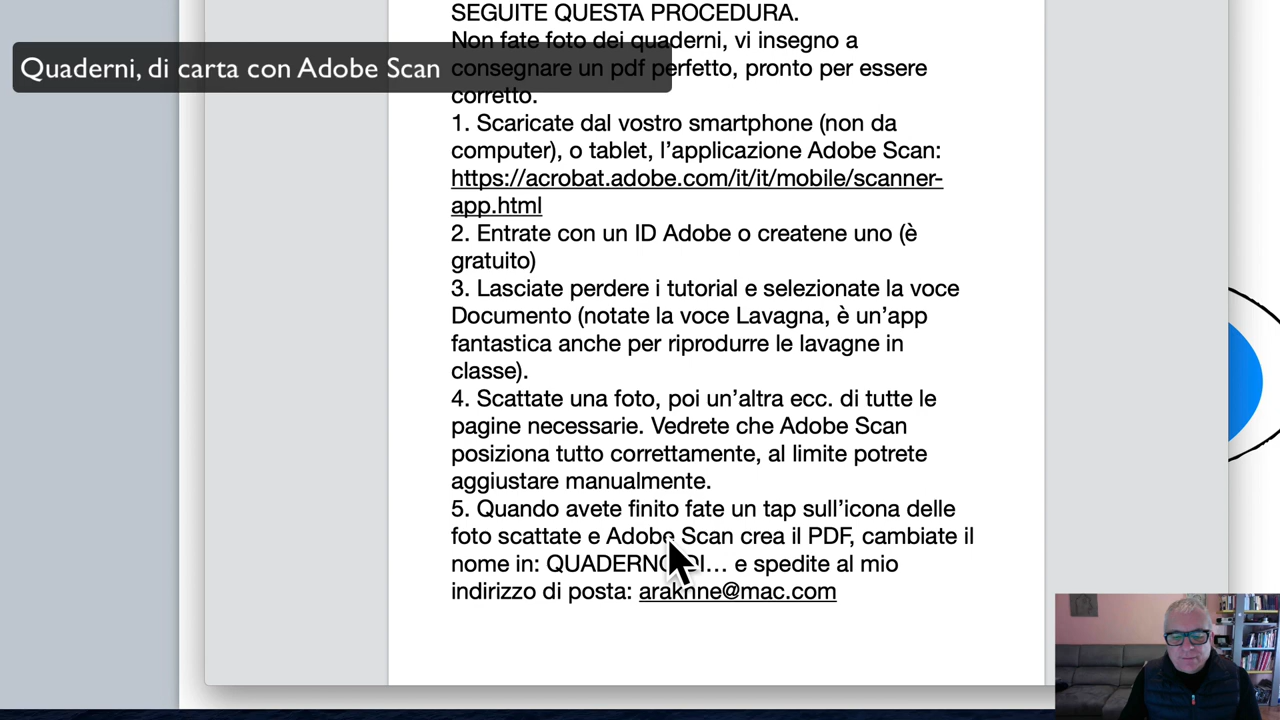 SEGUITE QUESTA PROCEDURA.
Non fate foto dei quaderni, vi insegno a
Quaderni, di carta con Adobe Scan
consegnare un pdf perfetto, pronto per essere
corretto.
1. Scaricate dal vostro smartphone (non da
computer), o tablet, l’applicazione Adobe Scan:
https://acrobat.adobe.com/it/it/mobile/scanner-
app.html
2. Entrate con un ID Adobe o createne uno (è
gratuito)
3. Lasciate perdere i tutorial e selezionate la voce
Documento (notate la voce Lavagna, è un’app
fantastica anche per riprodurre le lavagne in
classe).
4. Scattate una foto, poi un’altra ecc. di tutte le
pagine necessarie. Vedrete che Adobe Scan
posiziona tutto correttamente, al limite potrete
aggiustare manualmente.
5. Quando avete finito fate un tap sull’icona delle
foto scattate e Adobe Scan crea il PDF, cambiate il
nome in: QUADERNO DI… e spedite al mio
indirizzo di posta: araknne@mac.com